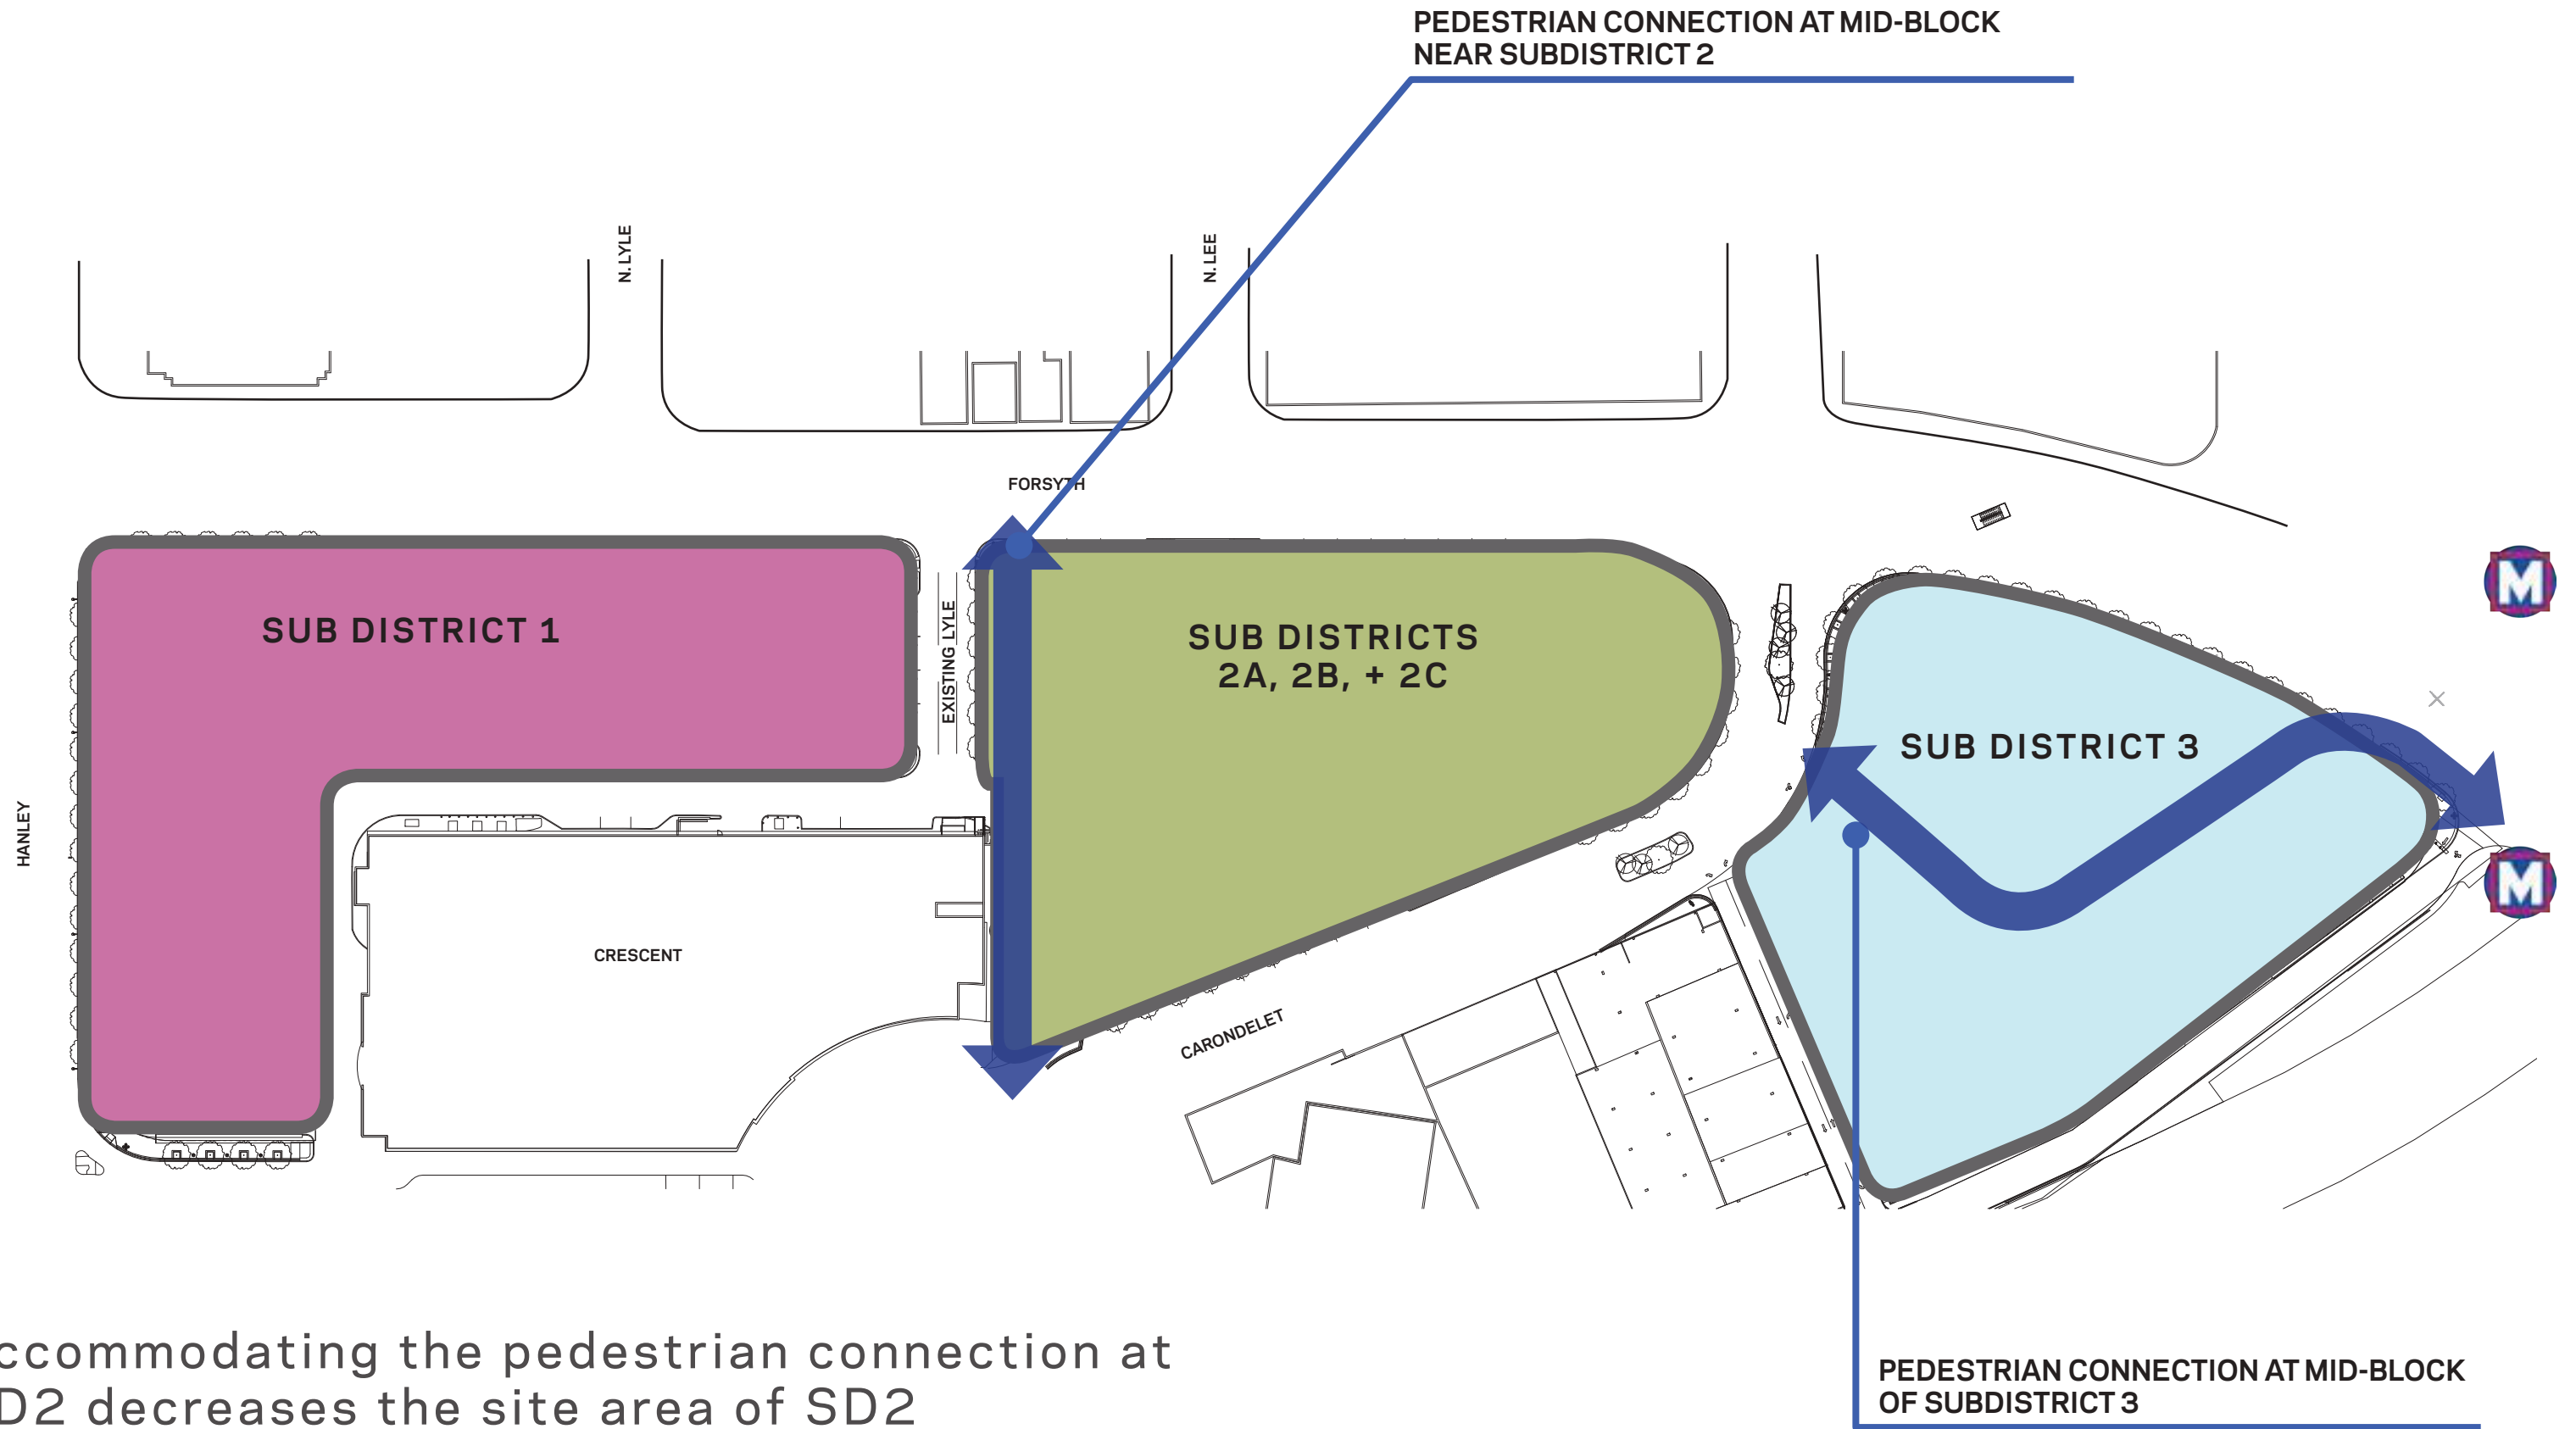 PEDESTRIAN CONNECTION AT MID-BLOCK
NEAR SUBDISTRICT 2
N. LYLE
N. LEE
FORSYTH
SUB DISTRICT 1
EXISTING LYLE
SUB DISTRICTS
2A, 2B, + 2C
SUB DISTRICT 3
M
M
HANLEY
CRESCENT
CARONDELET
ccommodating the pedestrian connection at
D2 decreases the site area of SD2
PEDESTRIAN CONNECTION AT MID-BLOCK
OF SUBDISTRICT 3